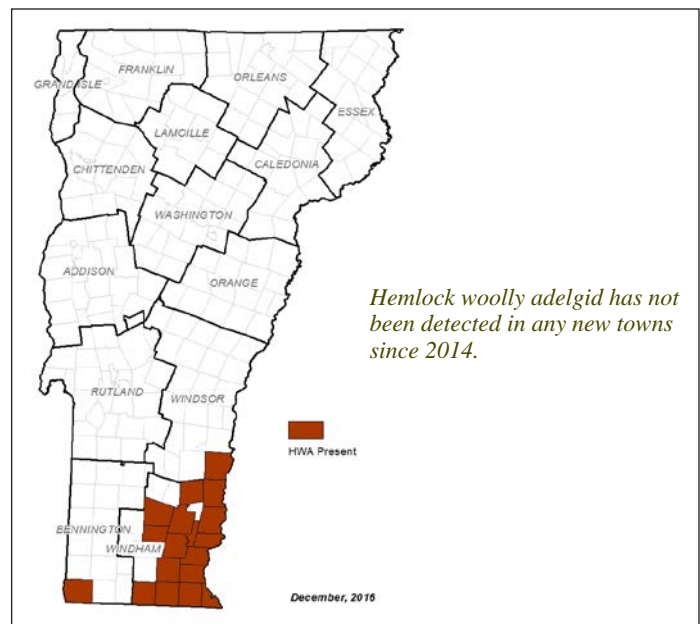 FRANKLIN
ORLEANS
GRAND ISLE
ESSEX
LAMOILLE
CALEDONIA
CHITTENDEN
WASHINGTON
ADDISON
ORANGE
Hemlock woolly adelgid has not
been detected in any new towns
since 2014.
RUTLAND
WINDSOR
HWA Present
BENNINGTON
WINDHAM
December, 2016